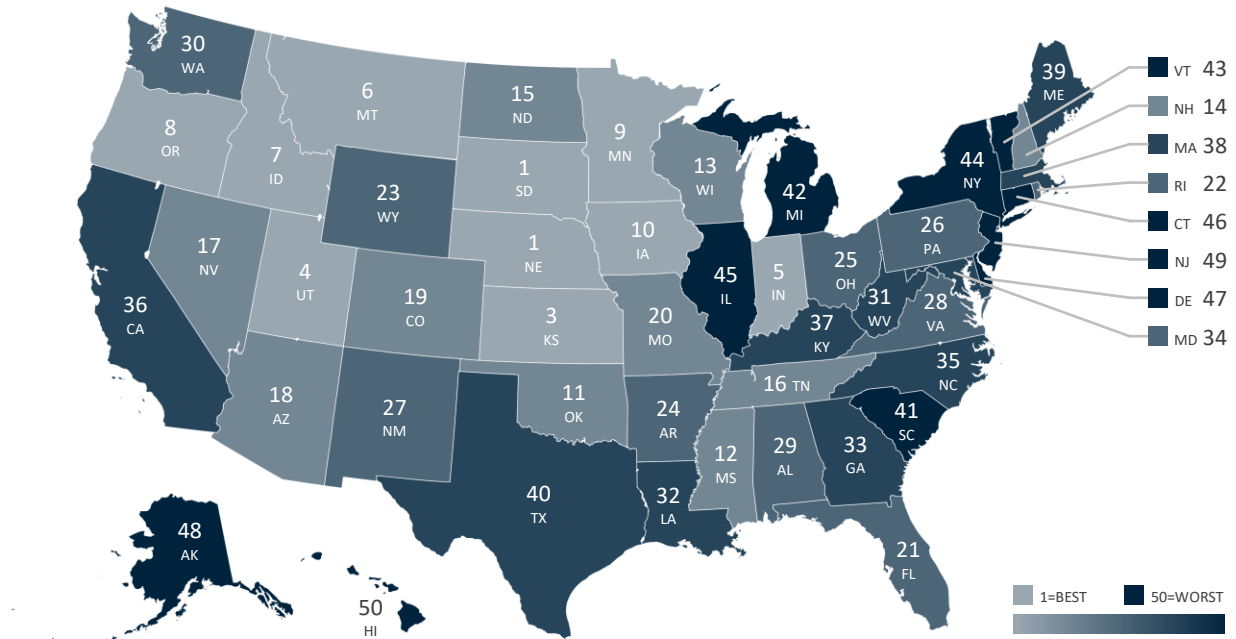 30
WA
6
MT
15
ND
9
MN
39
ME
VT 43
NH 14
MA 38
RI 22
CT 46
NJ 49
DE 47
MD 34
8
OR
7
ID
1
SD
13
WI
42
MI
44
NY
23
WY
26
PA
17
NV
4
UT
1
NE
10
IA
45
IL
5
IN
25
OH
31
WV
28
VA
36
CA
19
CO
3
KS
20
MO
37
KY
35
NC
16 TN
18
AZ
27
NM
11
OK
24
AR
12
MS
29
AL
33
GA
41
SC
40
TX
32
LA
21
FL
48
AK
50
HI
1=BEST
50=WORST